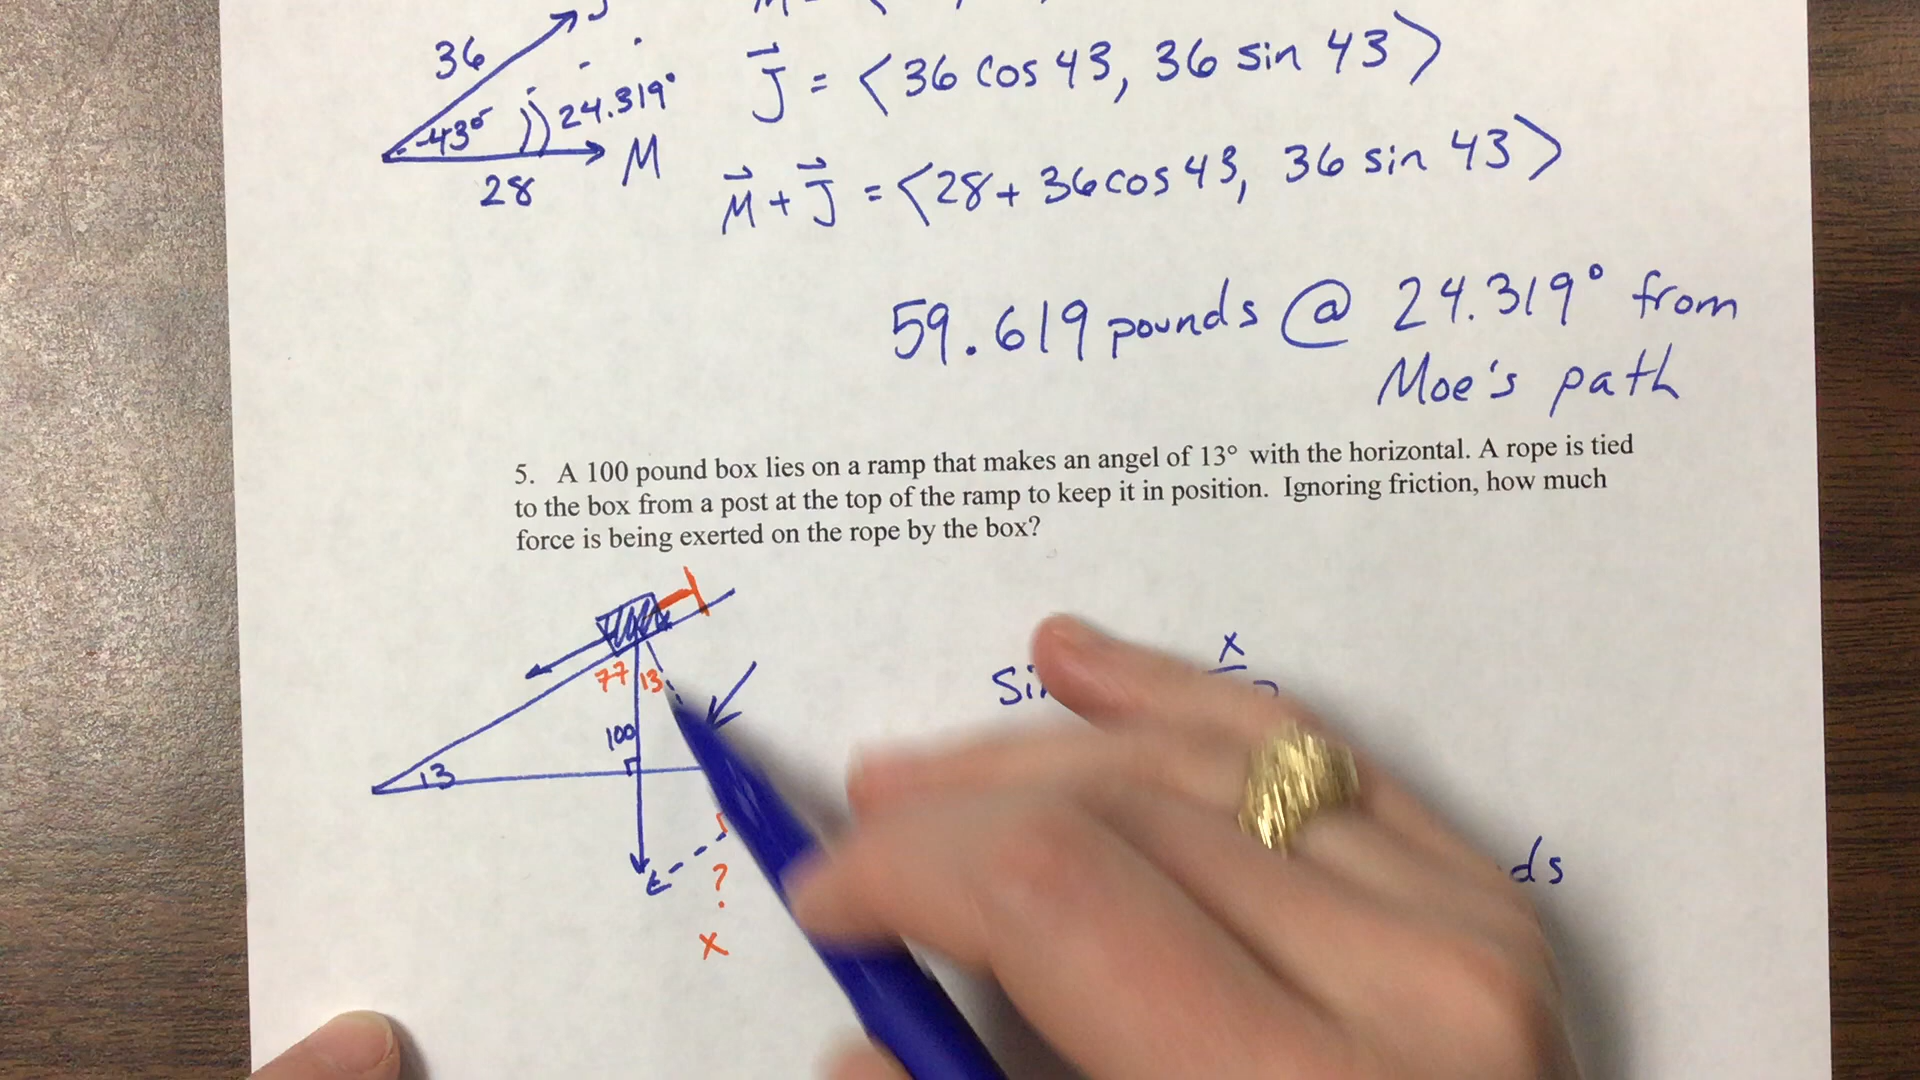 36
43°
24.319°
28
M
J = ⟨36 cos 43, 36 sin 43⟩
M + J = ⟨28 + 36 cos 43, 36 sin 43⟩
59.619 pounds @ 24.319° from
Moe's path
5. A 100 pound box lies on a ramp that makes an angel of 13° with the horizontal. A rope is tied
to the box from a post at the top of the ramp to keep it in position. Ignoring friction, how much
force is being exerted on the rope by the box?
77 13
100
13
?
x
x